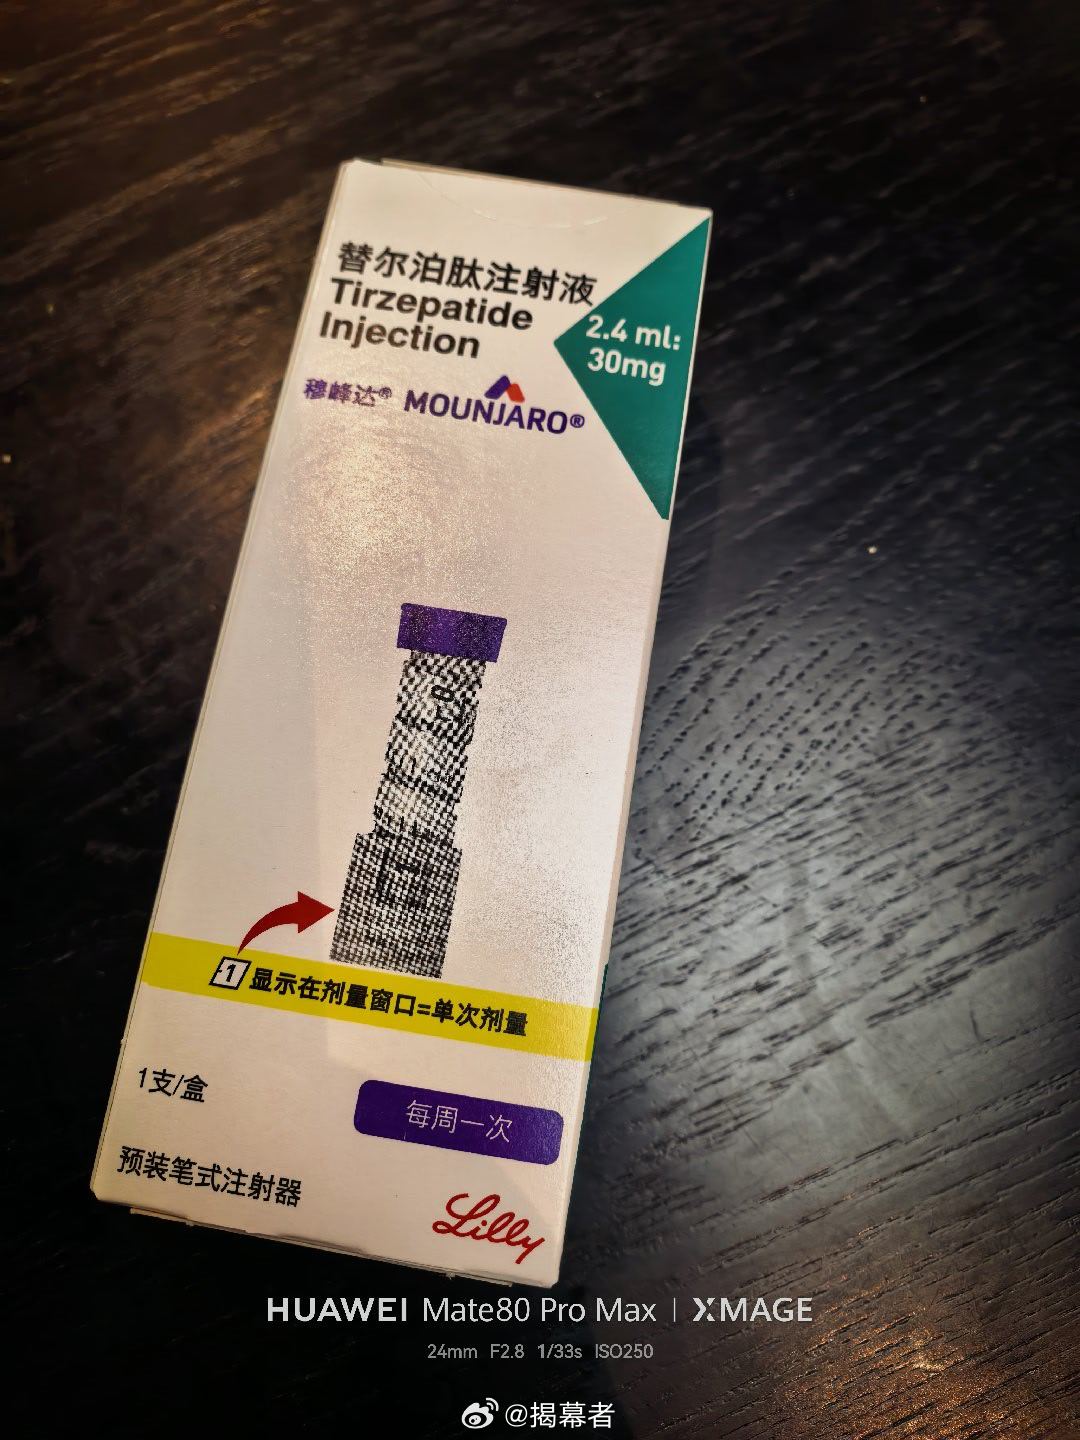 替尔泊肽注射液
Tirzepatide
Injection
2.4 ml:
30mg
穆峰达® MOUNJARO®
1 显示在剂量窗口=单次剂量
1支/盒
每周一次
预装笔式注射器
Lilly
HUAWEI Mate80 Pro Max | XMAGE
24mm F2.8 1/33s ISO250
@揭幕者